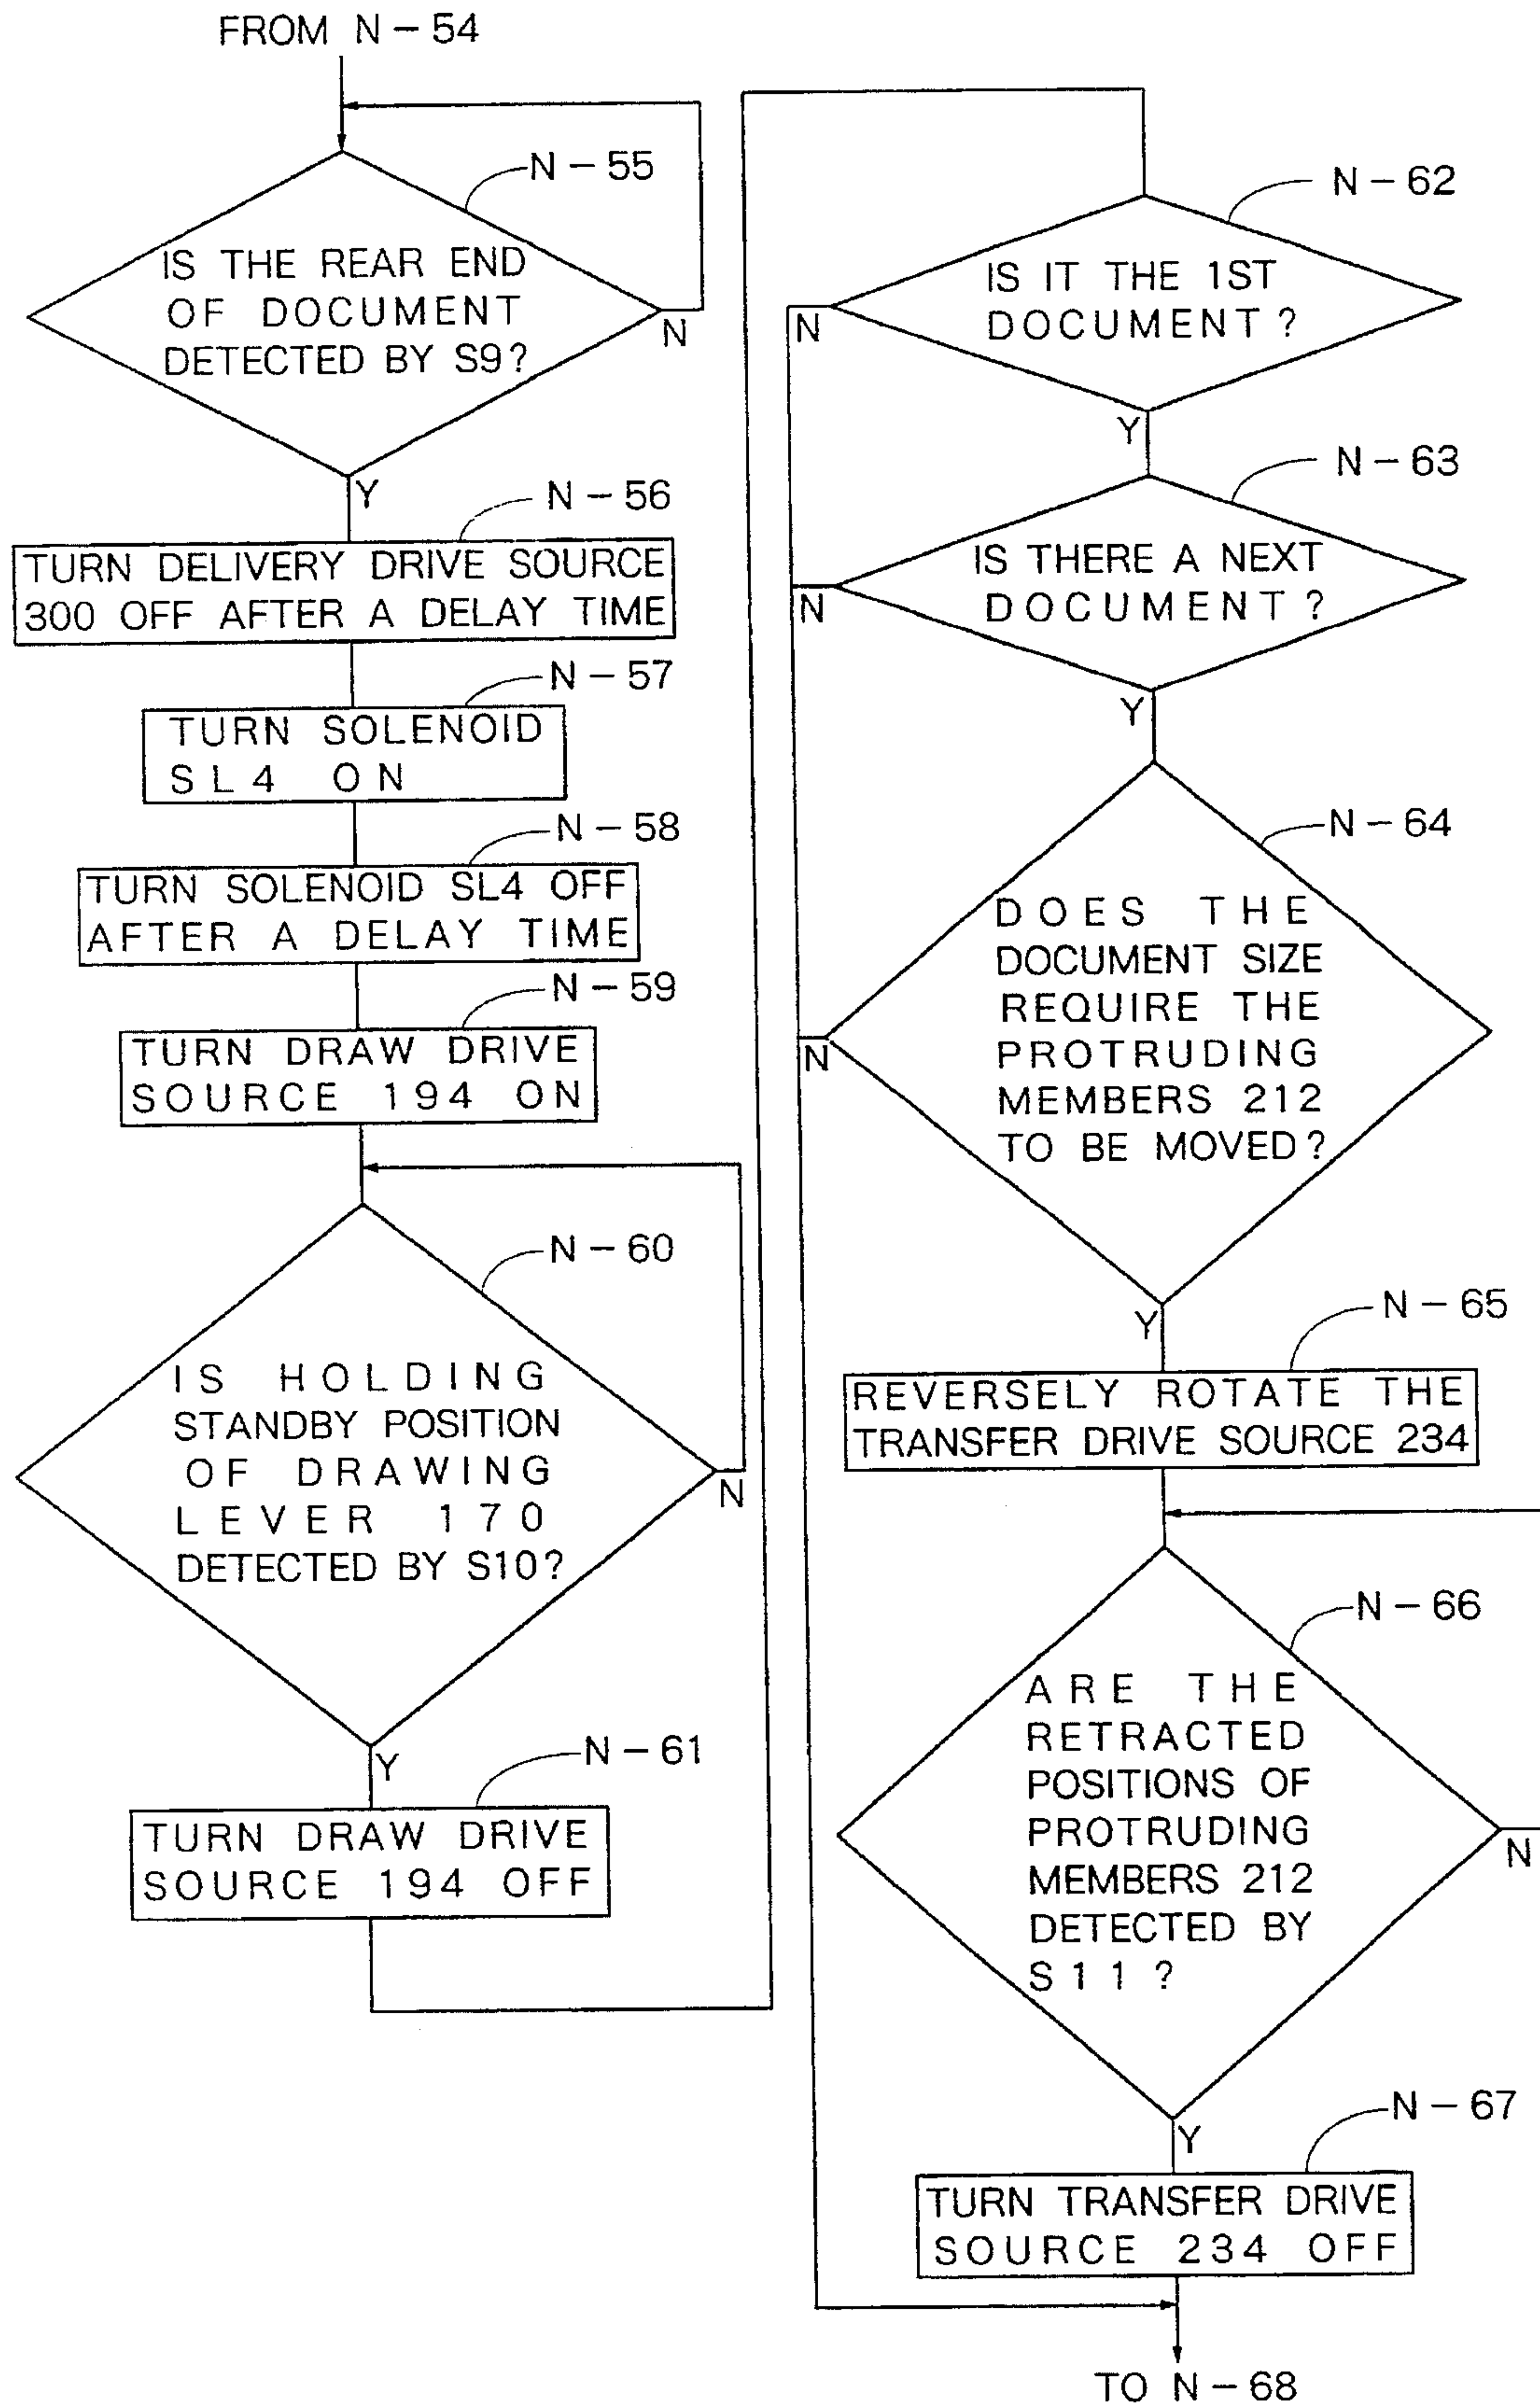 FROM N-54
N-55
IS THE REAR END
OF DOCUMENT
DETECTED BY S9?
N
Y
N-56
TURN DELIVERY DRIVE SOURCE
300 OFF AFTER A DELAY TIME
N-57
TURN SOLENOID
SL4 ON
N-58
TURN SOLENOID SL4 OFF
AFTER A DELAY TIME
N-59
TURN DRAW DRIVE
SOURCE 194 ON
N-60
IS HOLDING
STANDBY POSITION
OF DRAWING
LEVER 170
DETECTED BY S10?
N
Y
N-61
TURN DRAW DRIVE
SOURCE 194 OFF
N-62
IS IT THE 1ST
DOCUMENT?
N
Y
N-63
IS THERE A NEXT
DOCUMENT?
N
Y
N-64
DOES THE
DOCUMENT SIZE
REQUIRE THE
PROTRUDING
MEMBERS 212
TO BE MOVED?
N
Y
N-65
REVERSELY ROTATE THE
TRANSFER DRIVE SOURCE 234
N-66
ARE THE
RETRACTED
POSITIONS OF
PROTRUDING
MEMBERS 212
DETECTED BY
S11?
N
Y
N-67
TURN TRANSFER DRIVE
SOURCE 234 OFF
TO N-68